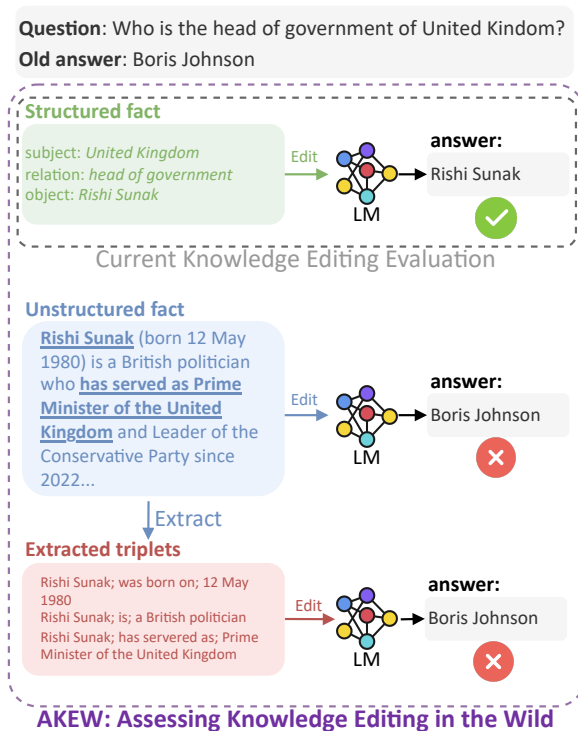 Question: Who is the head of government of United Kindom?
Old answer: Boris Johnson
Structured fact
subject: United Kingdom
relation: head of government
object: Rishi Sunak
Edit
LM
answer:
Rishi Sunak
Current Knowledge Editing Evaluation
Unstructured fact
Rishi Sunak (born 12 May
1980) is a British politician
who has served as Prime
Minister of the United
Kingdom and Leader of the
Conservative Party since
2022...
Edit
LM
answer:
Boris Johnson
Extract
Extracted triplets
Rishi Sunak; was born on; 12 May
1980
Rishi Sunak; is; a British politician
Rishi Sunak; has servered as; Prime
Minister of the United Kingdom
Edit
LM
answer:
Boris Johnson
AKEW: Assessing Knowledge Editing in the Wild